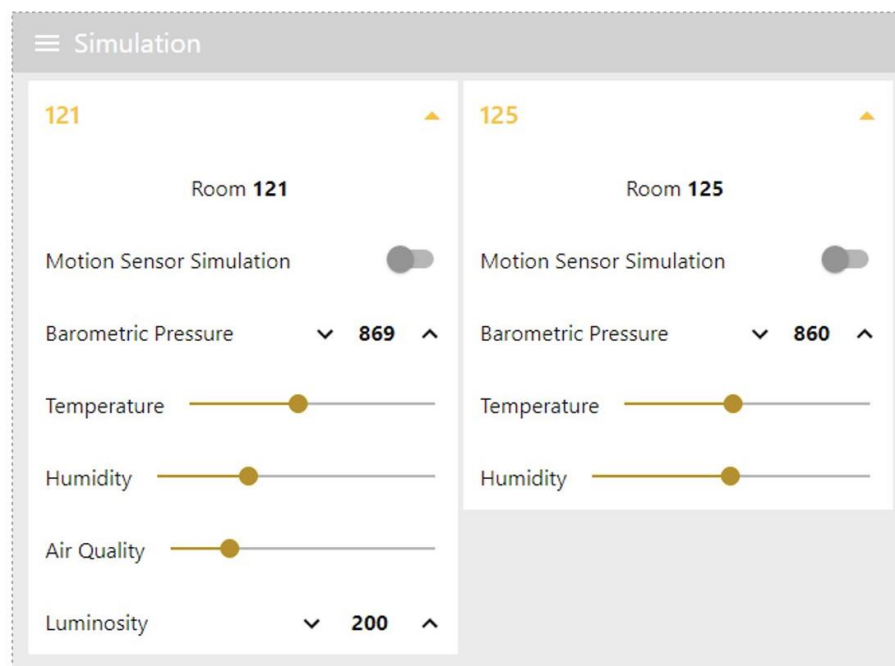 Simulation
121
Room 121
Motion Sensor Simulation
Barometric Pressure 869
Temperature
Humidity
Air Quality
Luminosity 200
125
Room 125
Motion Sensor Simulation
Barometric Pressure 860
Temperature
Humidity